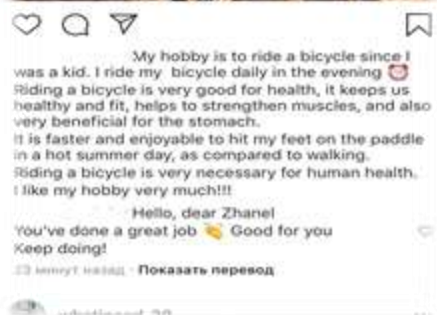 My hobby is to ride a bicycle since I
was a kid. I ride my bicycle daily in the evening ⏰
Riding a bicycle is very good for health, it keeps us
healthy and fit, helps to strengthen muscles, and also
very beneficial for the stomach.
It is faster and enjoyable to hit my feet on the paddle
in a hot summer day, as compared to walking.
Riding a bicycle is very necessary for human health.
I like my hobby very much!!!
Hello, dear Zhanel
You've done a great job 👏 Good for you
Keep doing!
23 минут назад · Показать перевод